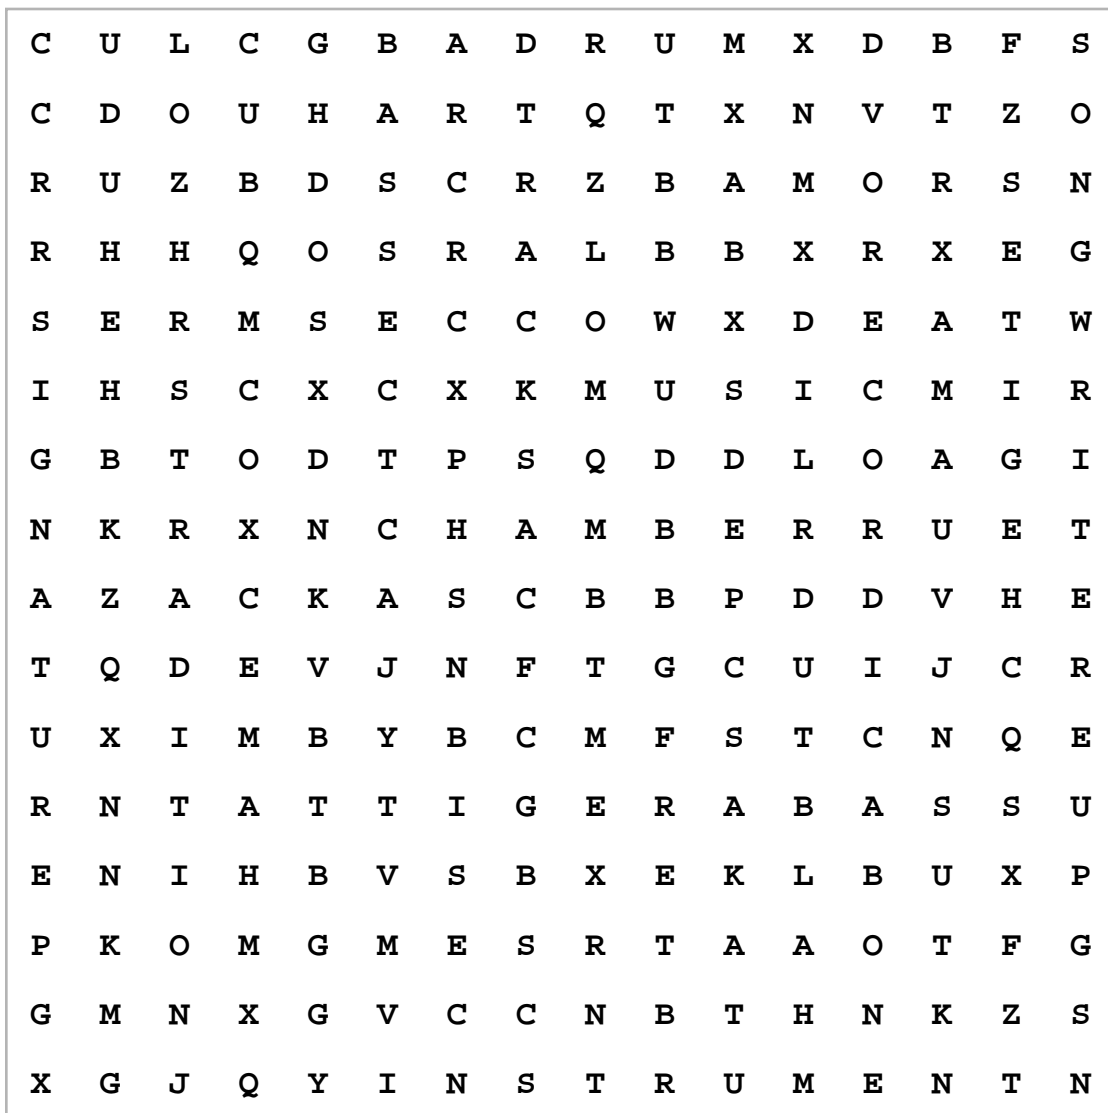 C U L C G B A D R U M X D B F S
C D O U H A R T Q T X N V T Z O
R U Z B D S C R Z B A M O R S N
R H H Q O S R A L B B X R X E G
S E R M S E C C O W X D E A T W
I H S C X C X K M U S I C M I R
G B T O D T P S Q D D L O A G I
N K R X N C H A M B E R R U E T
A Z A C K A S C B B P D D V H E
T Q D E V J N F T G C U I J C R
U X I M B Y B C M F S T C N Q E
R N T A T T I G E R A B A S S U
E N I H B V S B X E K L B U X P
P K O M G M E S R T A A O T F G
G M N X G V C C N B T H N K Z S
X G J Q Y I N S T R U M E N T N